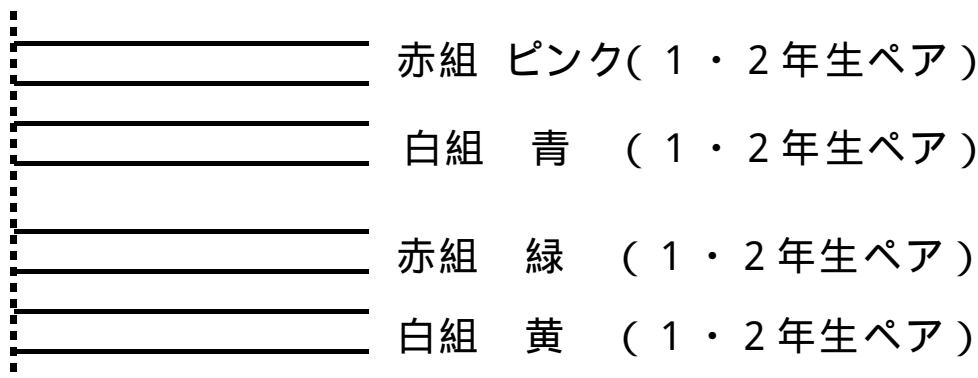 赤組 ピンク(1・2年生ペア)
白組 青 (1・2年生ペア)
赤組 緑 (1・2年生ペア)
白組 黄 (1・2年生ペア)